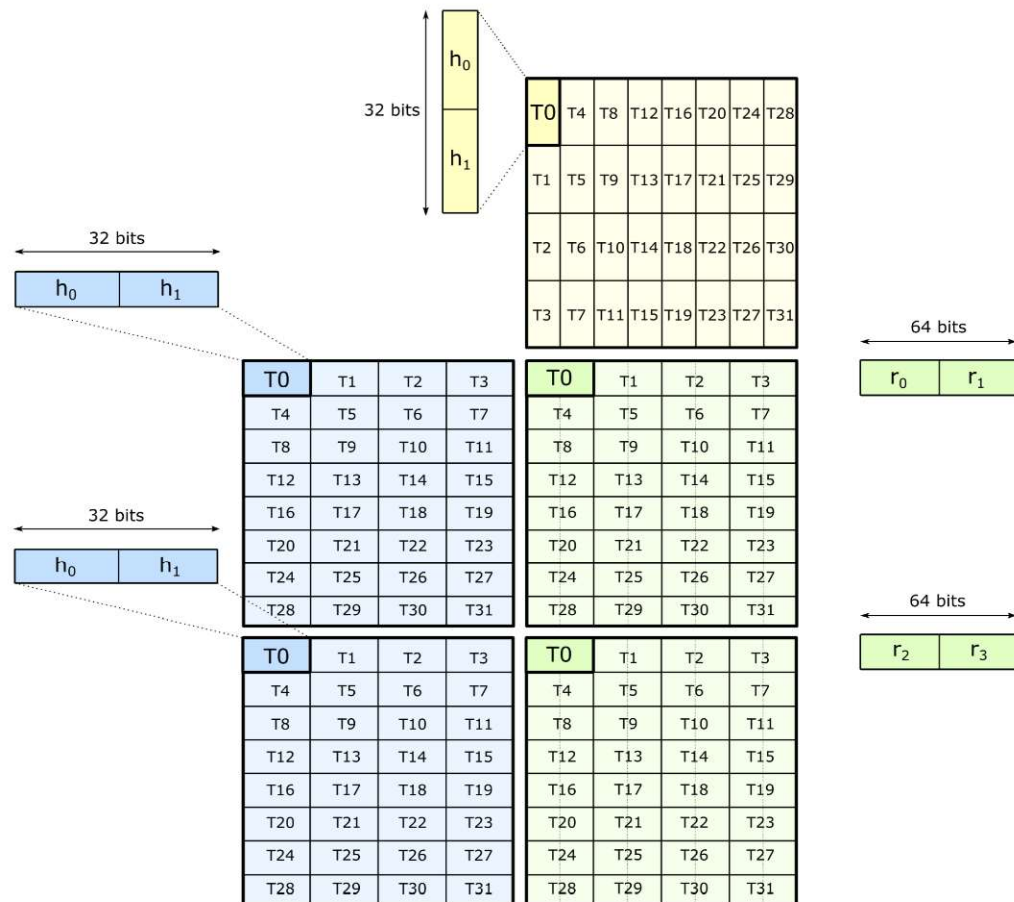 h0
32 bits
h1
T0 T4 T8 T12 T16 T20 T24 T28
T1 T5 T9 T13 T17 T21 T25 T29
T2 T6 T10 T14 T18 T22 T26 T30
T3 T7 T11 T15 T19 T23 T27 T31
32 bits
h0 h1
T0 T1 T2 T3
T4 T5 T6 T7
T8 T9 T10 T11
T12 T13 T14 T15
T16 T17 T18 T19
T20 T21 T22 T23
T24 T25 T26 T27
T28 T29 T30 T31
T0 T1 T2 T3
T4 T5 T6 T7
T8 T9 T10 T11
T12 T13 T14 T15
T16 T17 T18 T19
T20 T21 T22 T23
T24 T25 T26 T27
T28 T29 T30 T31
64 bits
r0 r1
32 bits
h0 h1
T0 T1 T2 T3
T4 T5 T6 T7
T8 T9 T10 T11
T12 T13 T14 T15
T16 T17 T18 T19
T20 T21 T22 T23
T24 T25 T26 T27
T28 T29 T30 T31
T0 T1 T2 T3
T4 T5 T6 T7
T8 T9 T10 T11
T12 T13 T14 T15
T16 T17 T18 T19
T20 T21 T22 T23
T24 T25 T26 T27
T28 T29 T30 T31
64 bits
r2 r3